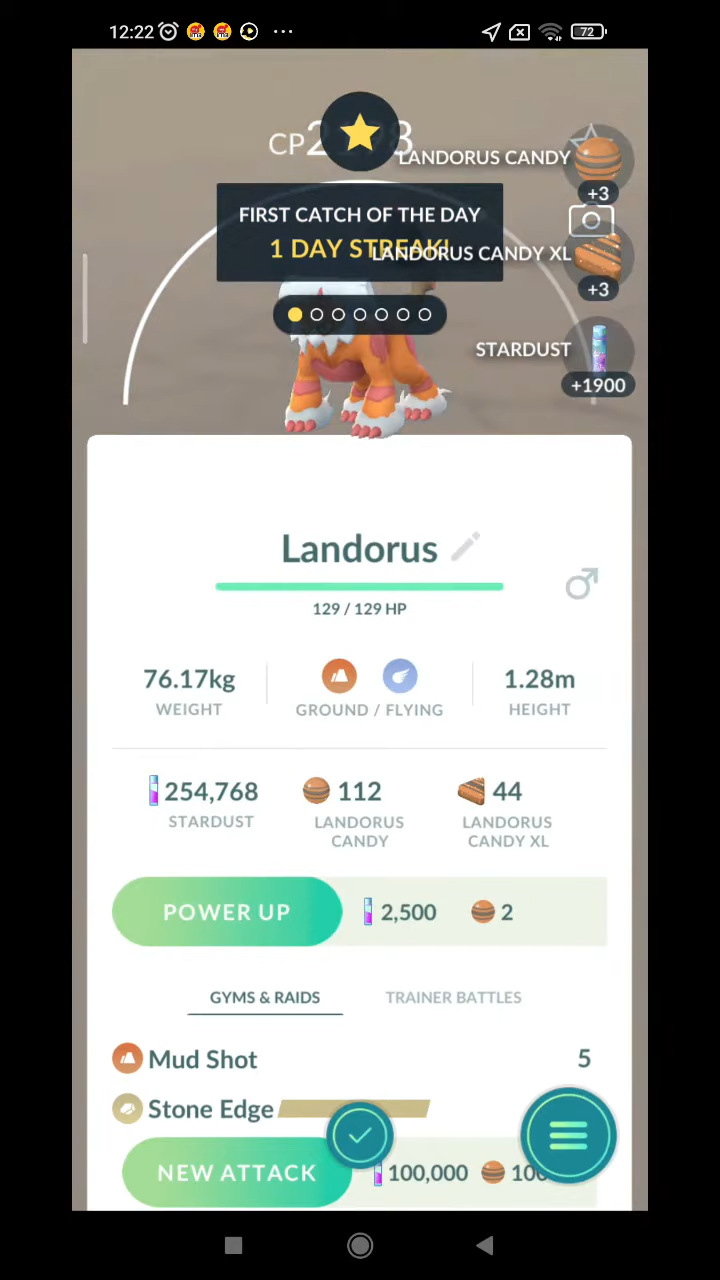 12:22
72
CP
LANDORUS CANDY
+3
FIRST CATCH OF THE DAY
1 DAY STREAK!
LANDORUS CANDY XL
+3
STARDUST
+1900
Landorus
129 / 129 HP
76.17kg
WEIGHT
GROUND / FLYING
1.28m
HEIGHT
254,768
STARDUST
112
LANDORUS
CANDY
44
LANDORUS
CANDY XL
POWER UP
2,500
2
GYMS & RAIDS
TRAINER BATTLES
Mud Shot
5
Stone Edge
NEW ATTACK
100,000